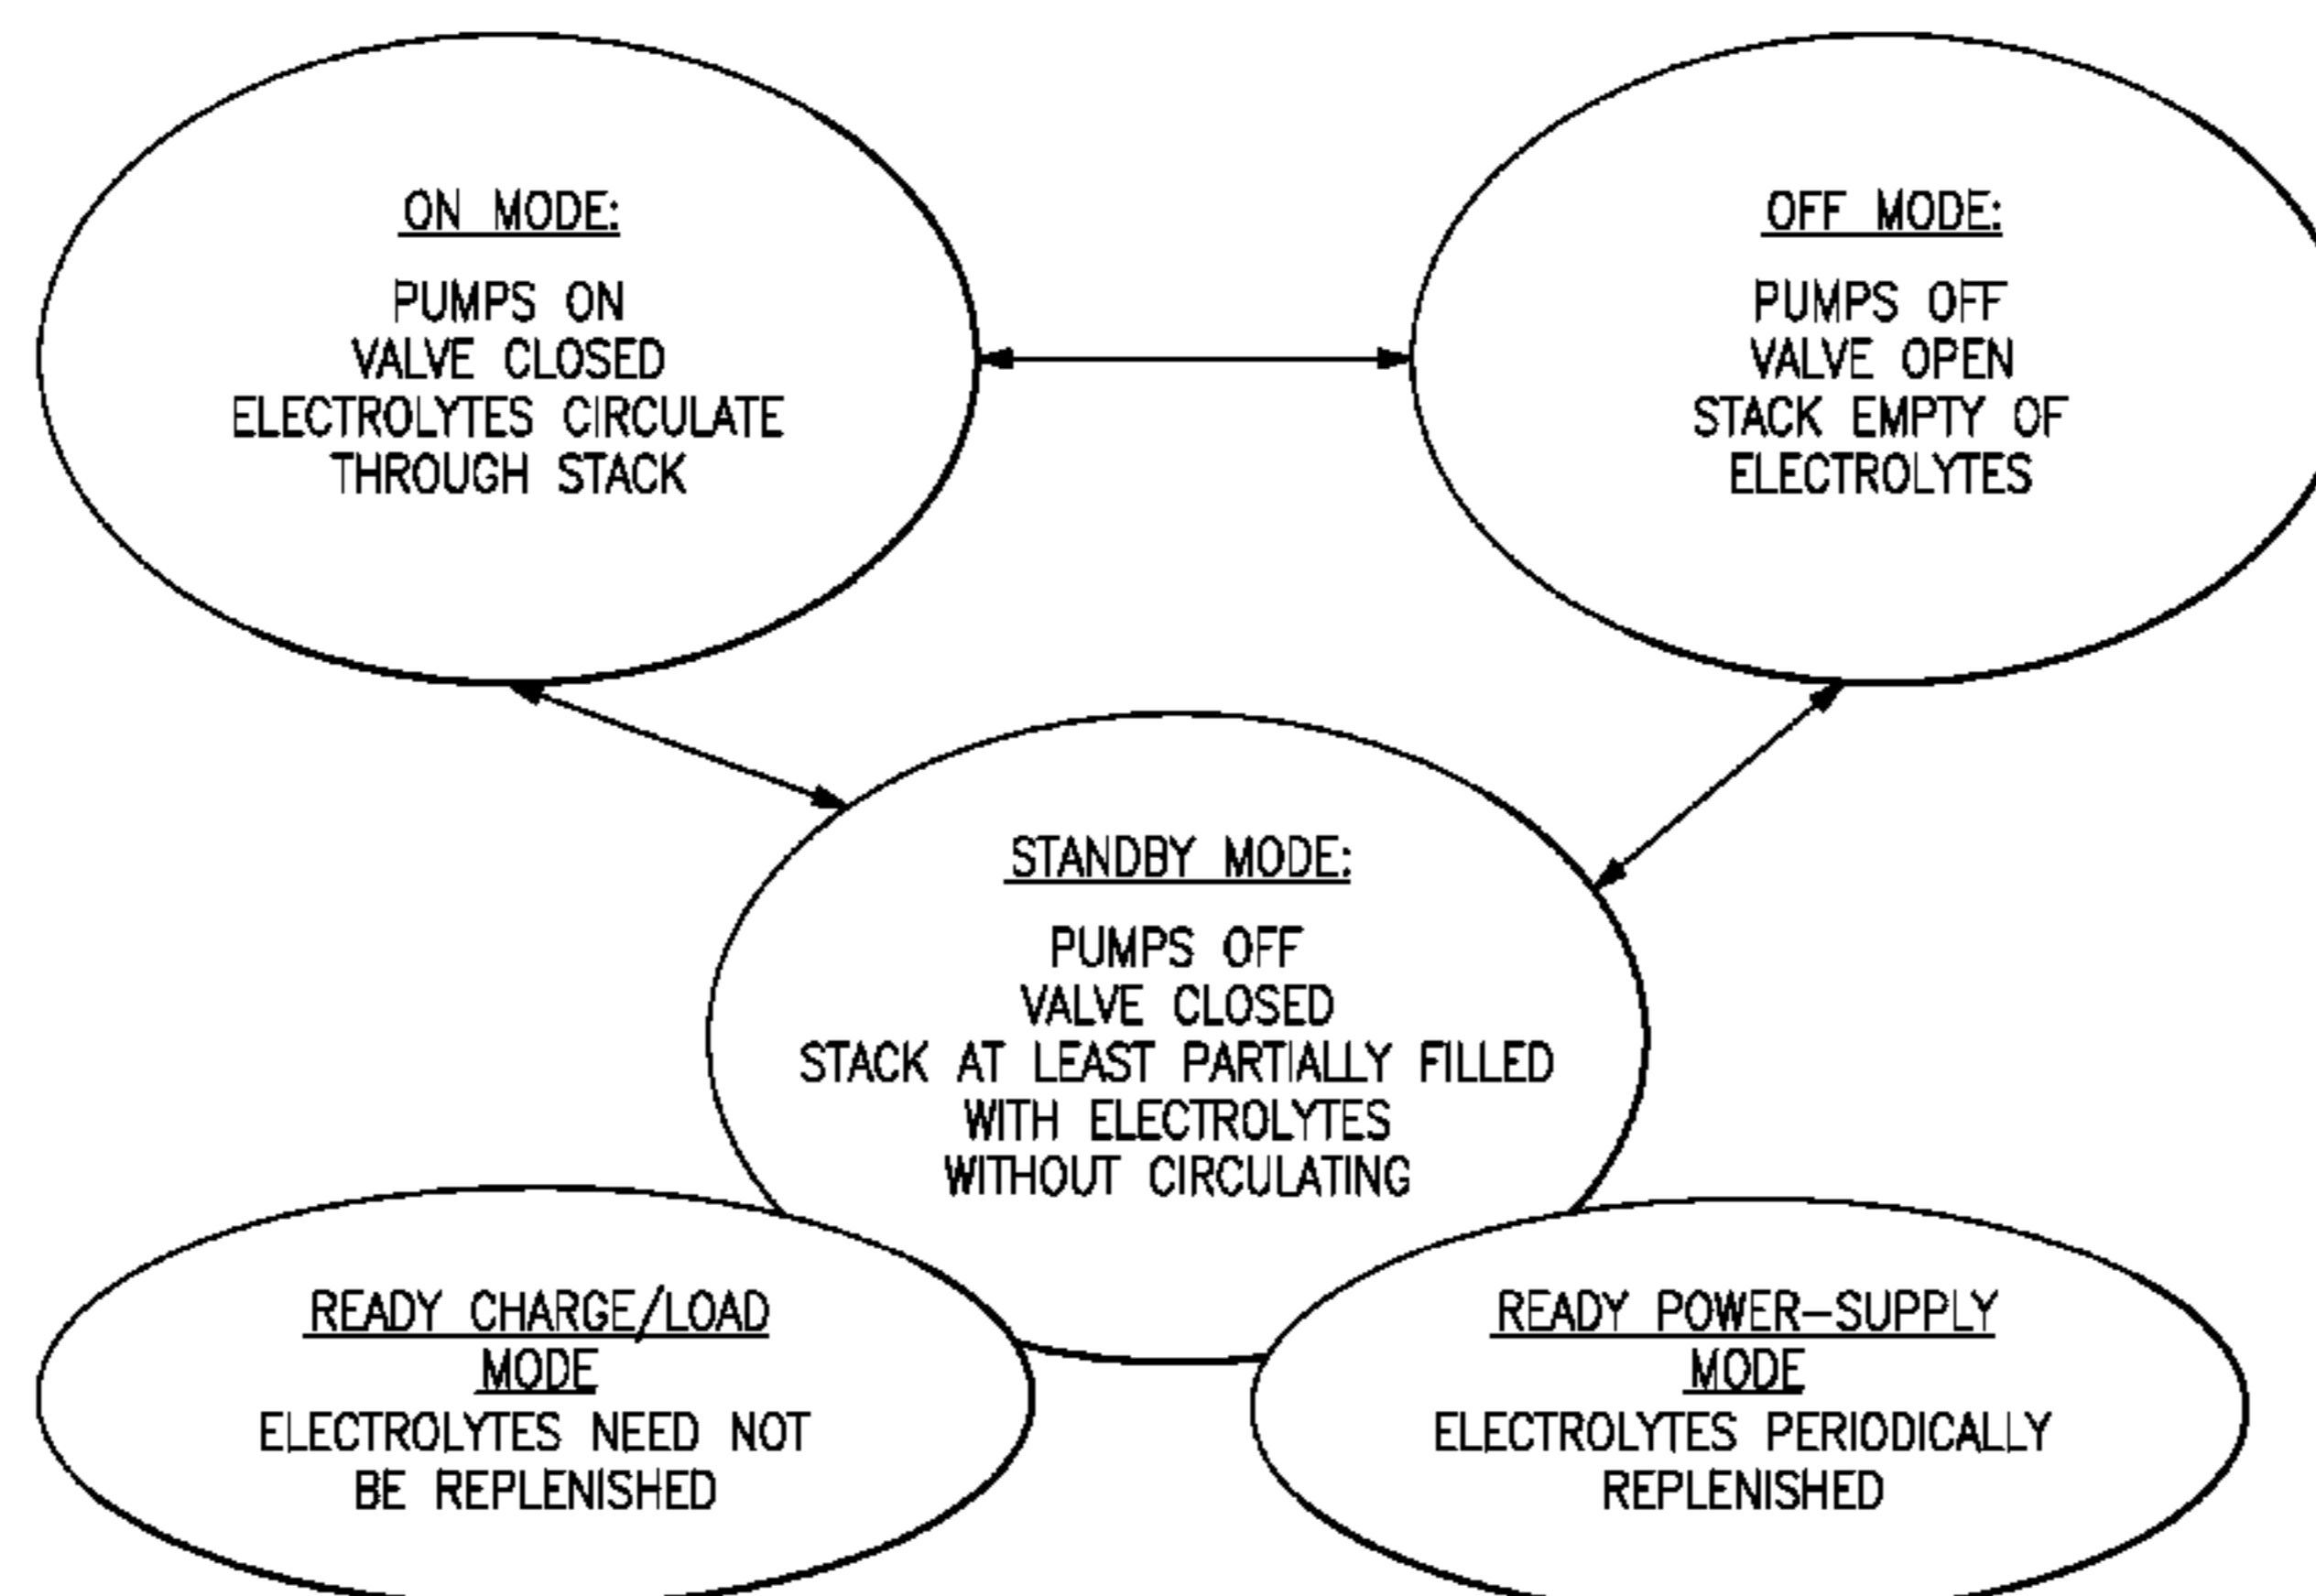 ON MODE:
PUMPS ON
VALVE CLOSED
ELECTROLYTES CIRCULATE
THROUGH STACK
OFF MODE:
PUMPS OFF
VALVE OPEN
STACK EMPTY OF
ELECTROLYTES
STANDBY MODE:
PUMPS OFF
VALVE CLOSED
STACK AT LEAST PARTIALLY FILLED
WITH ELECTROLYTES
WITHOUT CIRCULATING
READY CHARGE/LOAD
MODE
ELECTROLYTES NEED NOT
BE REPLENISHED
READY POWER-SUPPLY
MODE
ELECTROLYTES PERIODICALLY
REPLENISHED